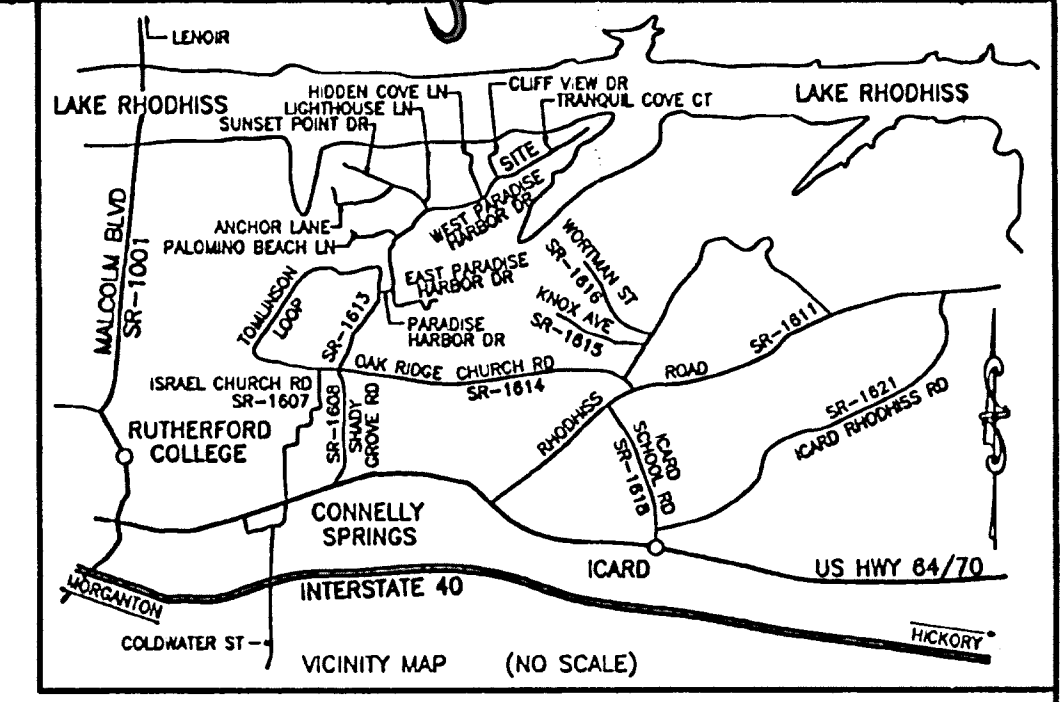 LENOIR
LAKE RHODHISS
HIDDEN COVE LN
LIGHTHOUSE LN
SUNSET POINT DR
CLIFF VIEW DR
TRANQUIL COVE CT
LAKE RHODHISS
SITE
WEST PARADISE
HARBOR DR
ANCHOR LANE
PALOMINO BEACH LN
MALCOLM BLVD
SR-1001
EAST PARADISE
HARBOR DR
WORTMAN ST
SR-1616
KNOX AVE
SR-1615
TOMLINSON
LOOP
SR-1613
PARADISE
HARBOR DR
SR-1611
OAK RIDGE CHURCH RD
SR-1614
RHODHISS ROAD
ISRAEL CHURCH RD
SR-1607
SR-1608
SHADY
GROVE RD
SR-1621
ICARD RHODHISS RD
RUTHERFORD
COLLEGE
ICARD
SCHOOL RD
SR-1618
CONNELLY
SPRINGS
ICARD
US HWY 64/70
MORGANTON
INTERSTATE 40
HICKORY
COLDWATER ST
VICINITY MAP (NO SCALE)